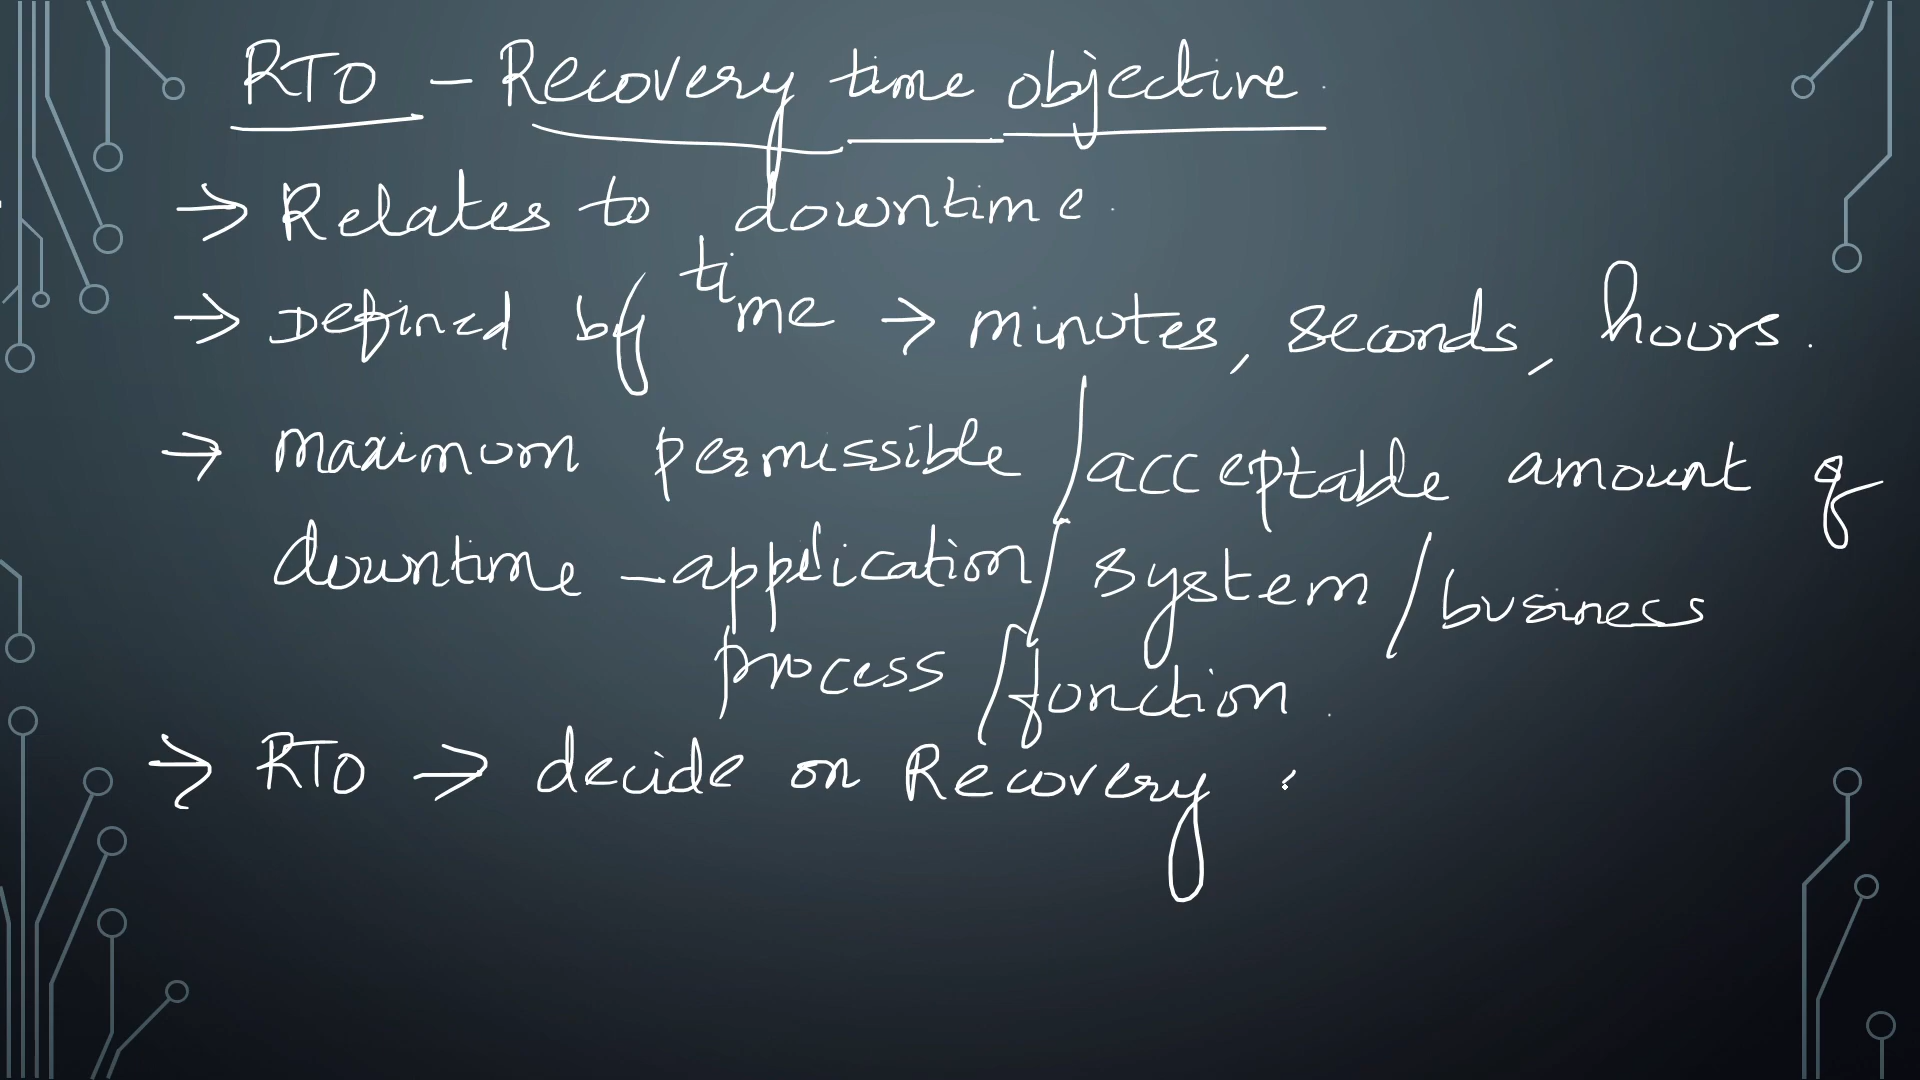 RTO - Recovery time objective
→ Relates to downtime.
→ Defined by time → minutes, seconds, hours.
→ maximum permissible / acceptable amount of
downtime - application / system / business
process / function.
→ RTO → decide on Recovery